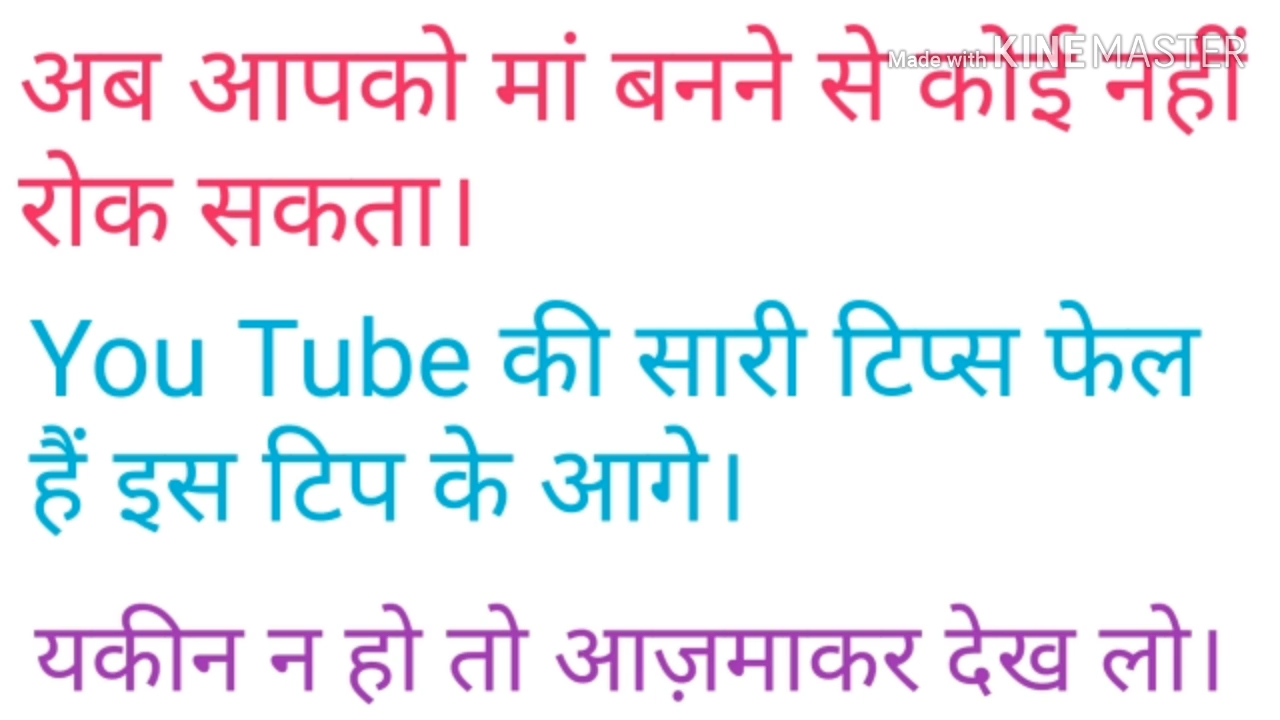 Made with KINEMASTER
अब आपको मां बनने से कोई नहीं
रोक सकता।
You Tube की सारी टिप्स फेल
हैं इस टिप के आगे।
यकीन न हो तो आज़माकर देख लो।